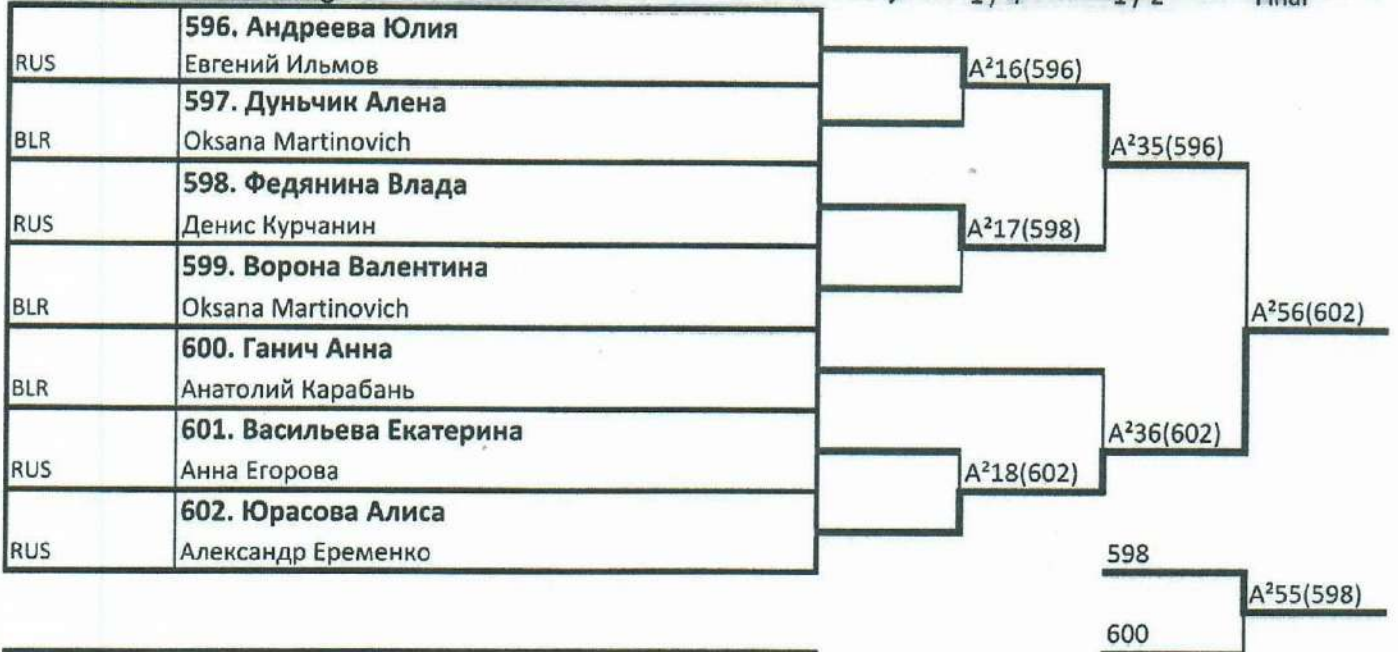 596. Андреева Юлия
RUS Евгений Ильмов
A²16(596)
597. Дуньчик Алена
BLR Oksana Martinovich
A²35(596)
598. Федянина Влада
RUS Денис Курчанин
A²17(598)
599. Ворона Валентина
BLR Oksana Martinovich
A²56(602)
600. Ганич Анна
BLR Анатолий Карабань
601. Васильева Екатерина
A²36(602)
RUS Анна Егорова
A²18(602)
602. Юрасова Алиса
RUS Александр Еременко
598
A²55(598)
600